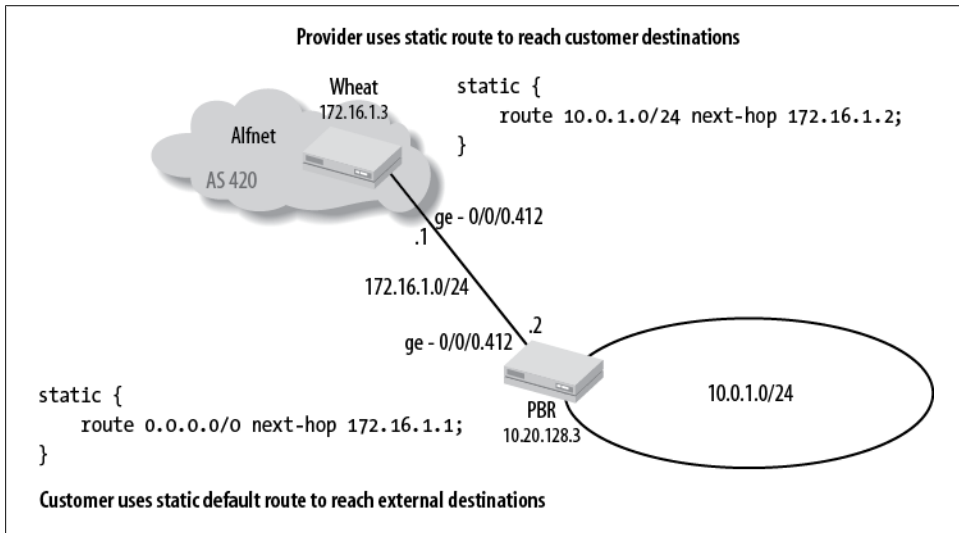 Provider uses static route to reach customer destinations
Wheat
172.16.1.3
static {
    route 10.0.1.0/24 next-hop 172.16.1.2;
}
Alfnet
AS 420
ge - 0/0/0.412
.1
172.16.1.0/24
.2
ge - 0/0/0.412
10.0.1.0/24
PBR
10.20.128.3
static {
    route 0.0.0.0/0 next-hop 172.16.1.1;
}
Customer uses static default route to reach external destinations